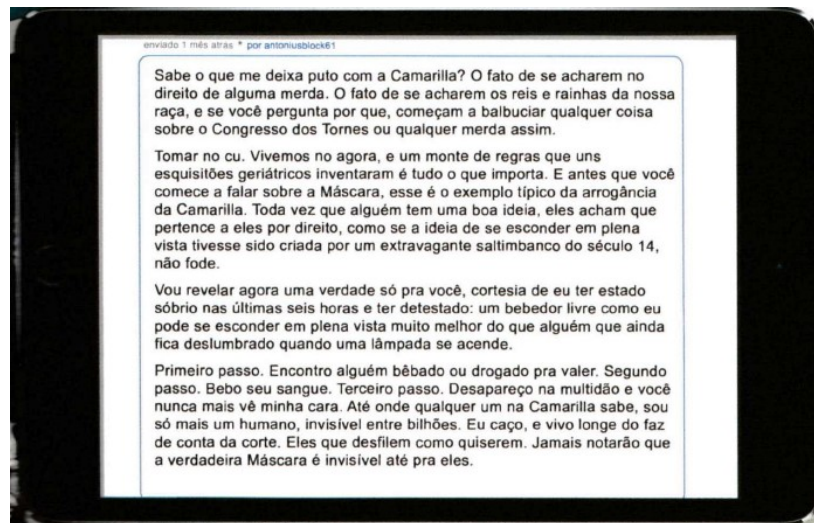 enviado 1 mês atras * por antoniusblock61
Sabe o que me deixa puto com a Camarilla? O fato de se acharem no
direito de alguma merda. O fato de se acharem os reis e rainhas da nossa
raça, e se você pergunta por que, começam a balbuciar qualquer coisa
sobre o Congresso dos Tornes ou qualquer merda assim.
Tomar no cu. Vivemos no agora, e um monte de regras que uns
esquisitões geriátricos inventaram é tudo o que importa. E antes que você
comece a falar sobre a Máscara, esse é o exemplo típico da arrogância
da Camarilla. Toda vez que alguém tem uma boa ideia, eles acham que
pertence a eles por direito, como se a ideia de se esconder em plena
vista tivesse sido criada por um extravagante saltimbanco do século 14,
não fode.
Vou revelar agora uma verdade só pra você, cortesia de eu ter estado
sóbrio nas últimas seis horas e ter detestado: um bebedor livre como eu
pode se esconder em plena vista muito melhor do que alguém que ainda
fica deslumbrado quando uma lâmpada se acende.
Primeiro passo. Encontro alguém bêbado ou drogado pra valer. Segundo
passo. Bebo seu sangue. Terceiro passo. Desapareço na multidão e você
nunca mais vê minha cara. Até onde qualquer um na Camarilla sabe, sou
só mais um humano, invisível entre bilhões. Eu caço, e vivo longe do faz
de conta da corte. Eles que desfilem como quiserem. Jamais notarão que
a verdadeira Máscara é invisível até pra eles.